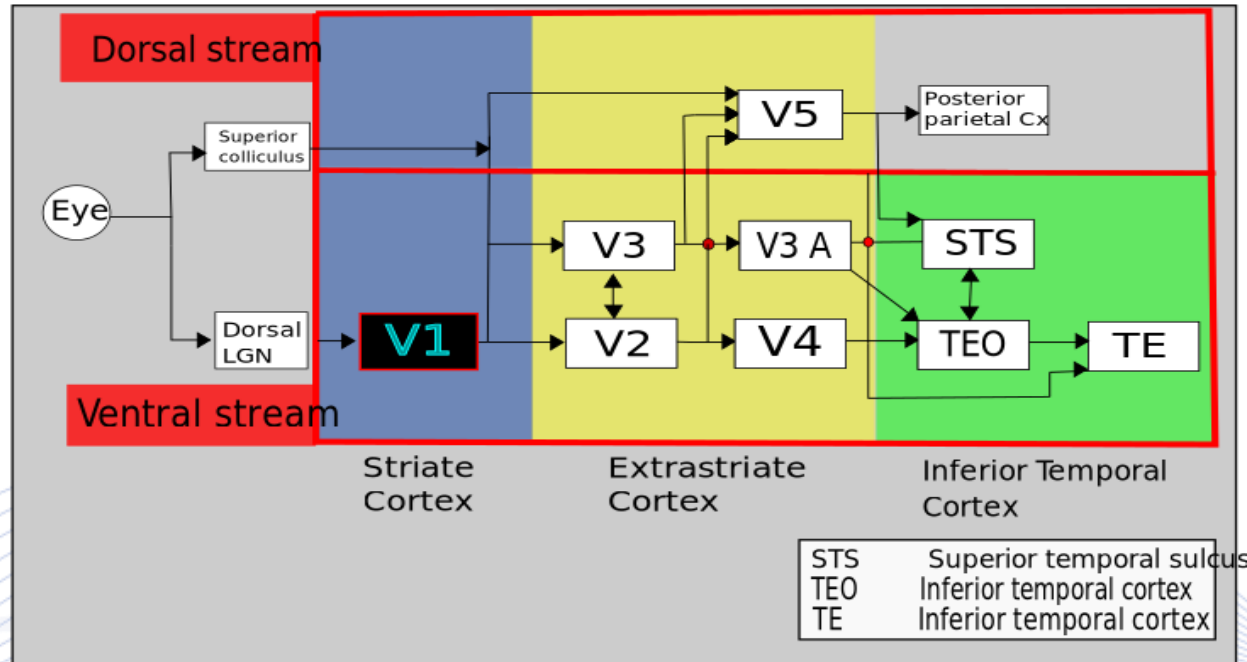 Dorsal stream
Superior
colliculus
Eye
Dorsal
LGN
V1
V5
Posterior
parietal Cx
V3
V3 A
STS
V2
V4
TEO
TE
Ventral stream
Striate
Cortex
Extrastriate
Cortex
Inferior Temporal
Cortex
STS Superior temporal sulcus
TEO Inferior temporal cortex
TE Inferior temporal cortex